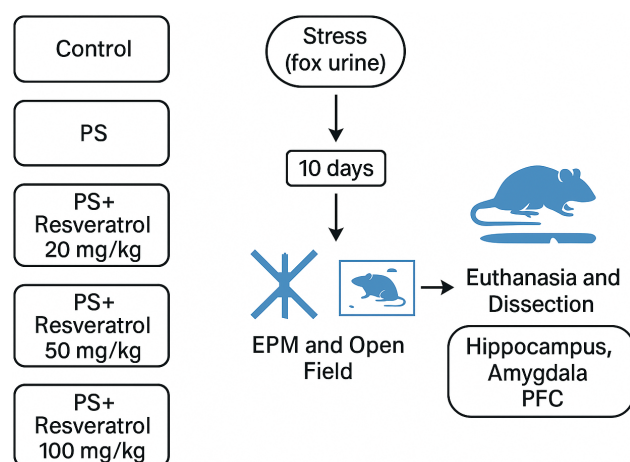 Control
PS
PS+
Resveratrol
20 mg/kg
PS+
Resveratrol
50 mg/kg
PS+
Resveratrol
100 mg/kg
Stress
(fox urine)
10 days
EPM and Open
Field
Euthanasia and
Dissection
Hippocampus,
Amygdala
PFC